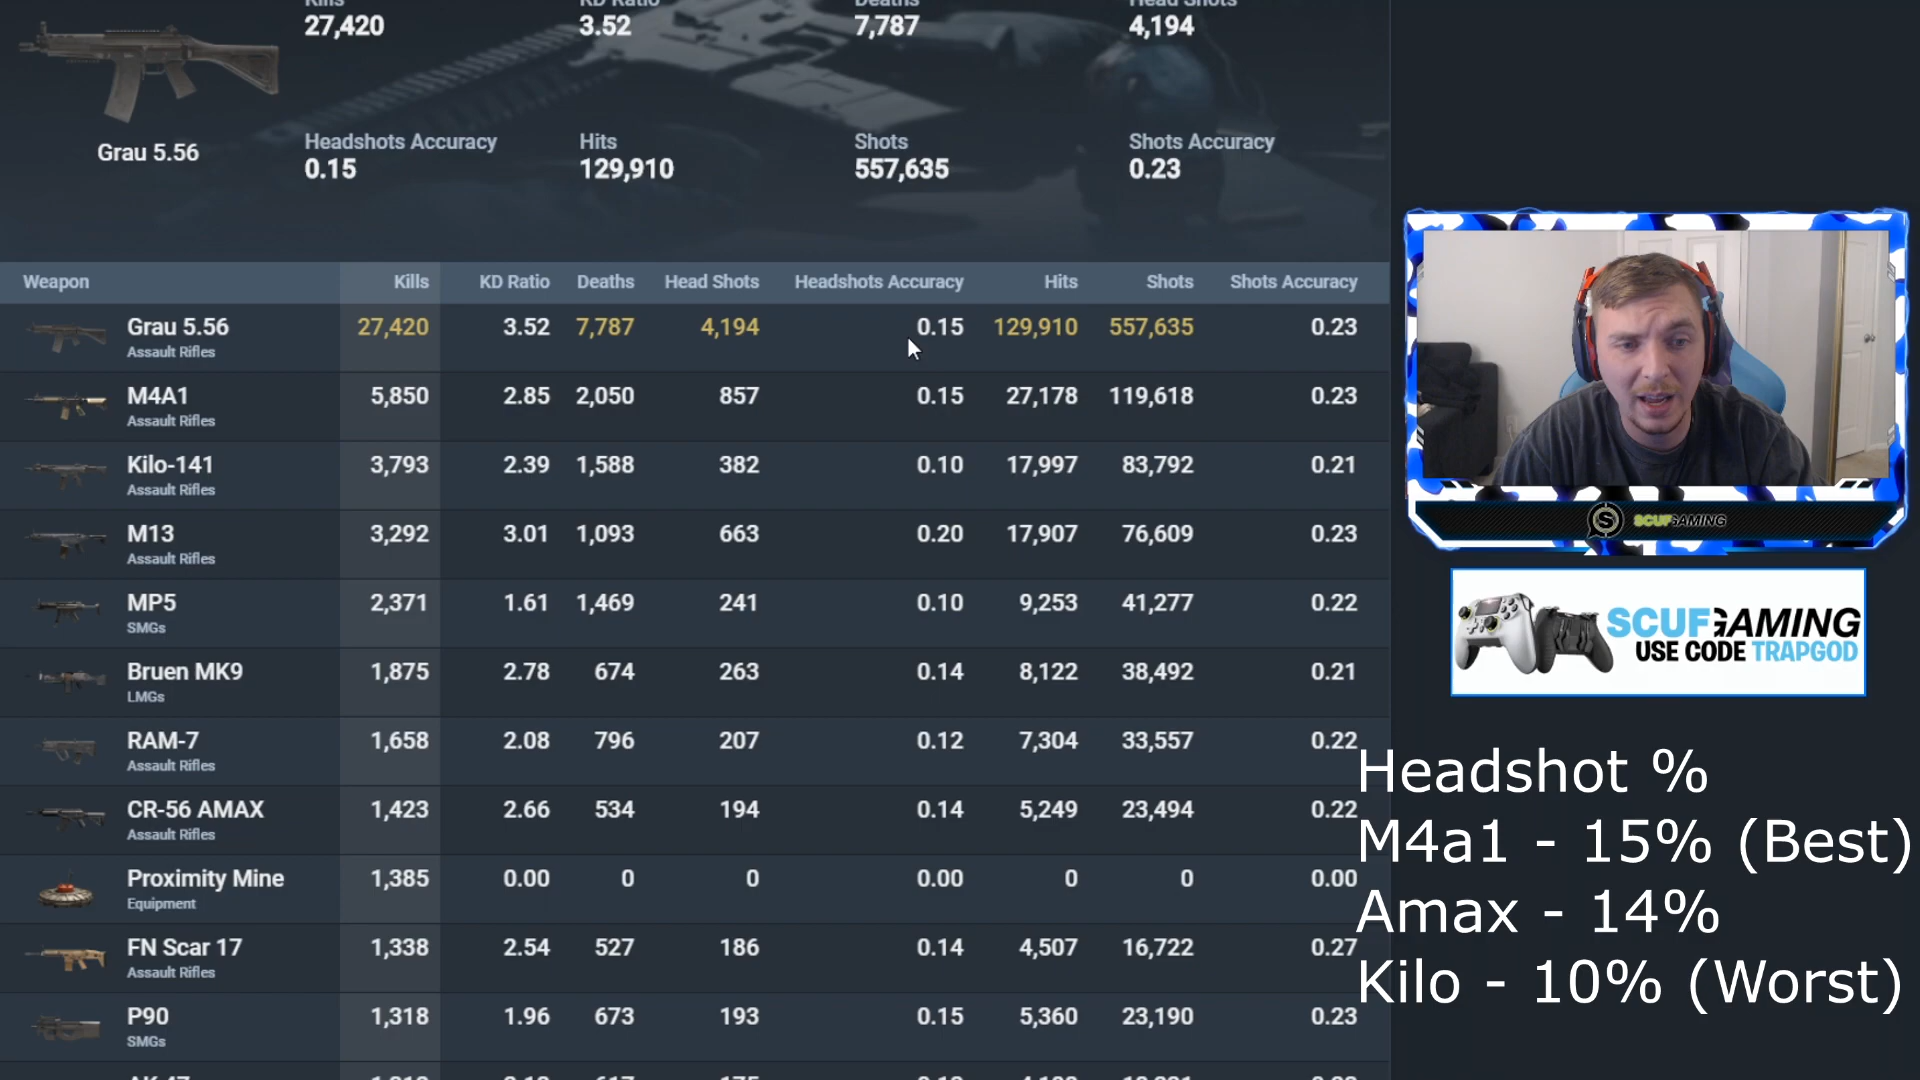 Kills KD Ratio Deaths Head Shots
27,420 3.52 7,787 4,194
Grau 5.56
Headshots Accuracy Hits Shots Shots Accuracy
0.15 129,910 557,635 0.23
Weapon Kills KD Ratio Deaths Head Shots Headshots Accuracy Hits Shots Shots Accuracy
Grau 5.56 27,420 3.52 7,787 4,194 0.15 129,910 557,635 0.23
Assault Rifles
M4A1 5,850 2.85 2,050 857 0.15 27,178 119,618 0.23
Assault Rifles
Kilo-141 3,793 2.39 1,588 382 0.10 17,997 83,792 0.21
Assault Rifles
M13 3,292 3.01 1,093 663 0.20 17,907 76,609 0.23
Assault Rifles
MP5 2,371 1.61 1,469 241 0.10 9,253 41,277 0.22
SMGs
Bruen MK9 1,875 2.78 674 263 0.14 8,122 38,492 0.21
LMGs
RAM-7 1,658 2.08 796 207 0.12 7,304 33,557 0.22
Assault Rifles
CR-56 AMAX 1,423 2.66 534 194 0.14 5,249 23,494 0.22
Assault Rifles
Proximity Mine 1,385 0.00 0 0 0.00 0 0 0.00
Equipment
FN Scar 17 1,338 2.54 527 186 0.14 4,507 16,722 0.27
Assault Rifles
P90 1,318 1.96 673 193 0.15 5,360 23,190 0.23
SMGs
SCUFGAMING
SCUFGAMING
USE CODE TRAPGOD
Headshot %
M4a1 - 15% (Best)
Amax - 14%
Kilo - 10% (Worst)